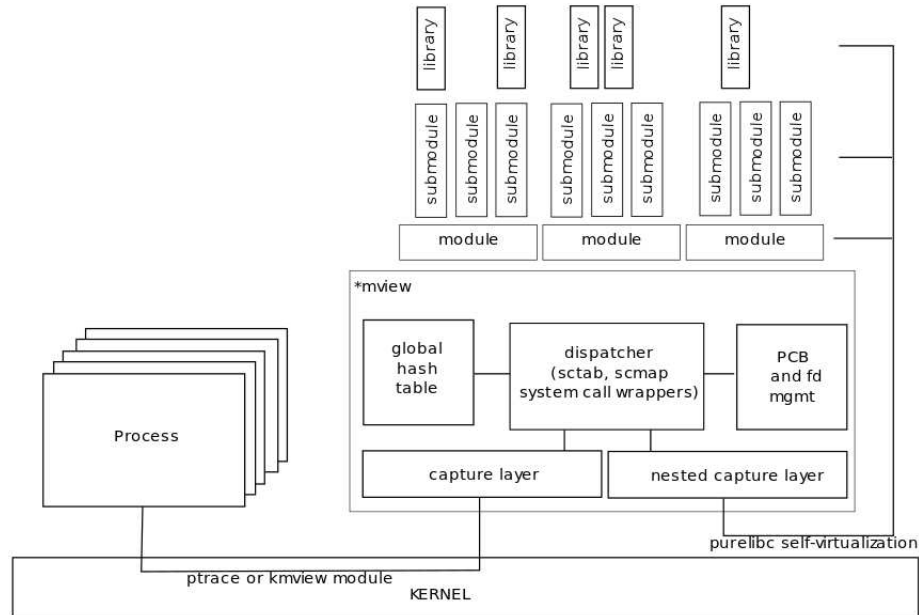 library
library
library
library
library
submodule
submodule
submodule
submodule
submodule
submodule
submodule
submodule
submodule
module
module
module
*mview
global
hash
table
dispatcher
(sctab, scmap
system call wrappers)
PCB
and fd
mgmt
Process
capture layer
nested capture layer
purelibc self-virtualization
ptrace or kmview module
KERNEL